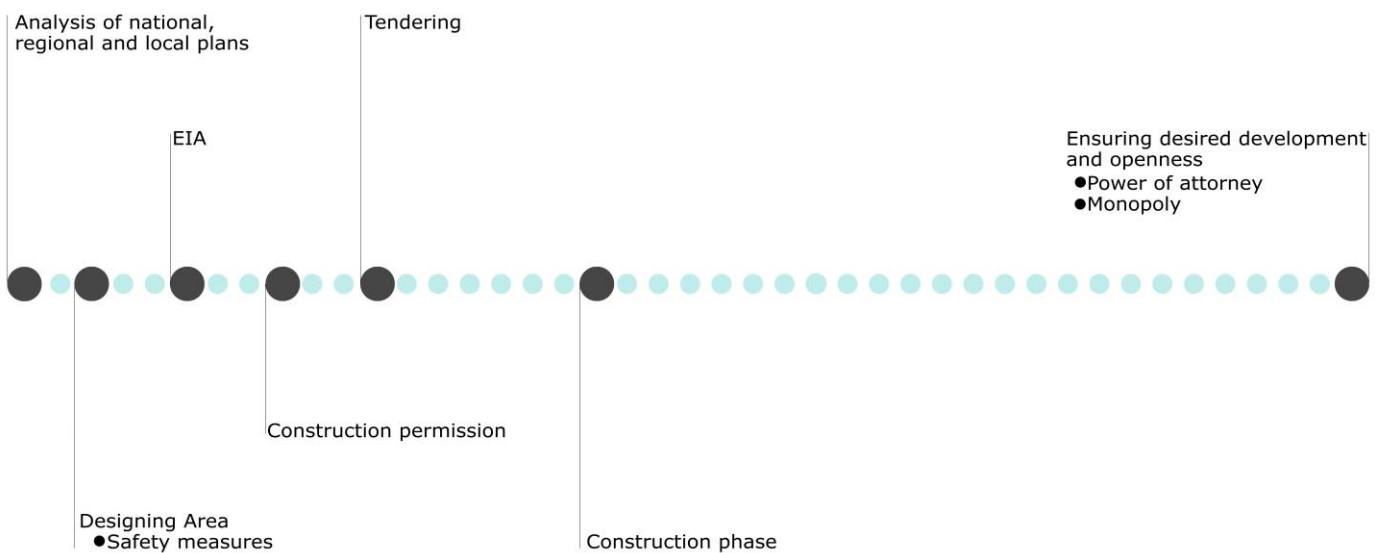 Analysis of national,
regional and local plans
Tendering
EIA
Ensuring desired development
and openness
●Power of attorney
●Monopoly
Construction permission
Designing Area
●Safety measures
Construction phase